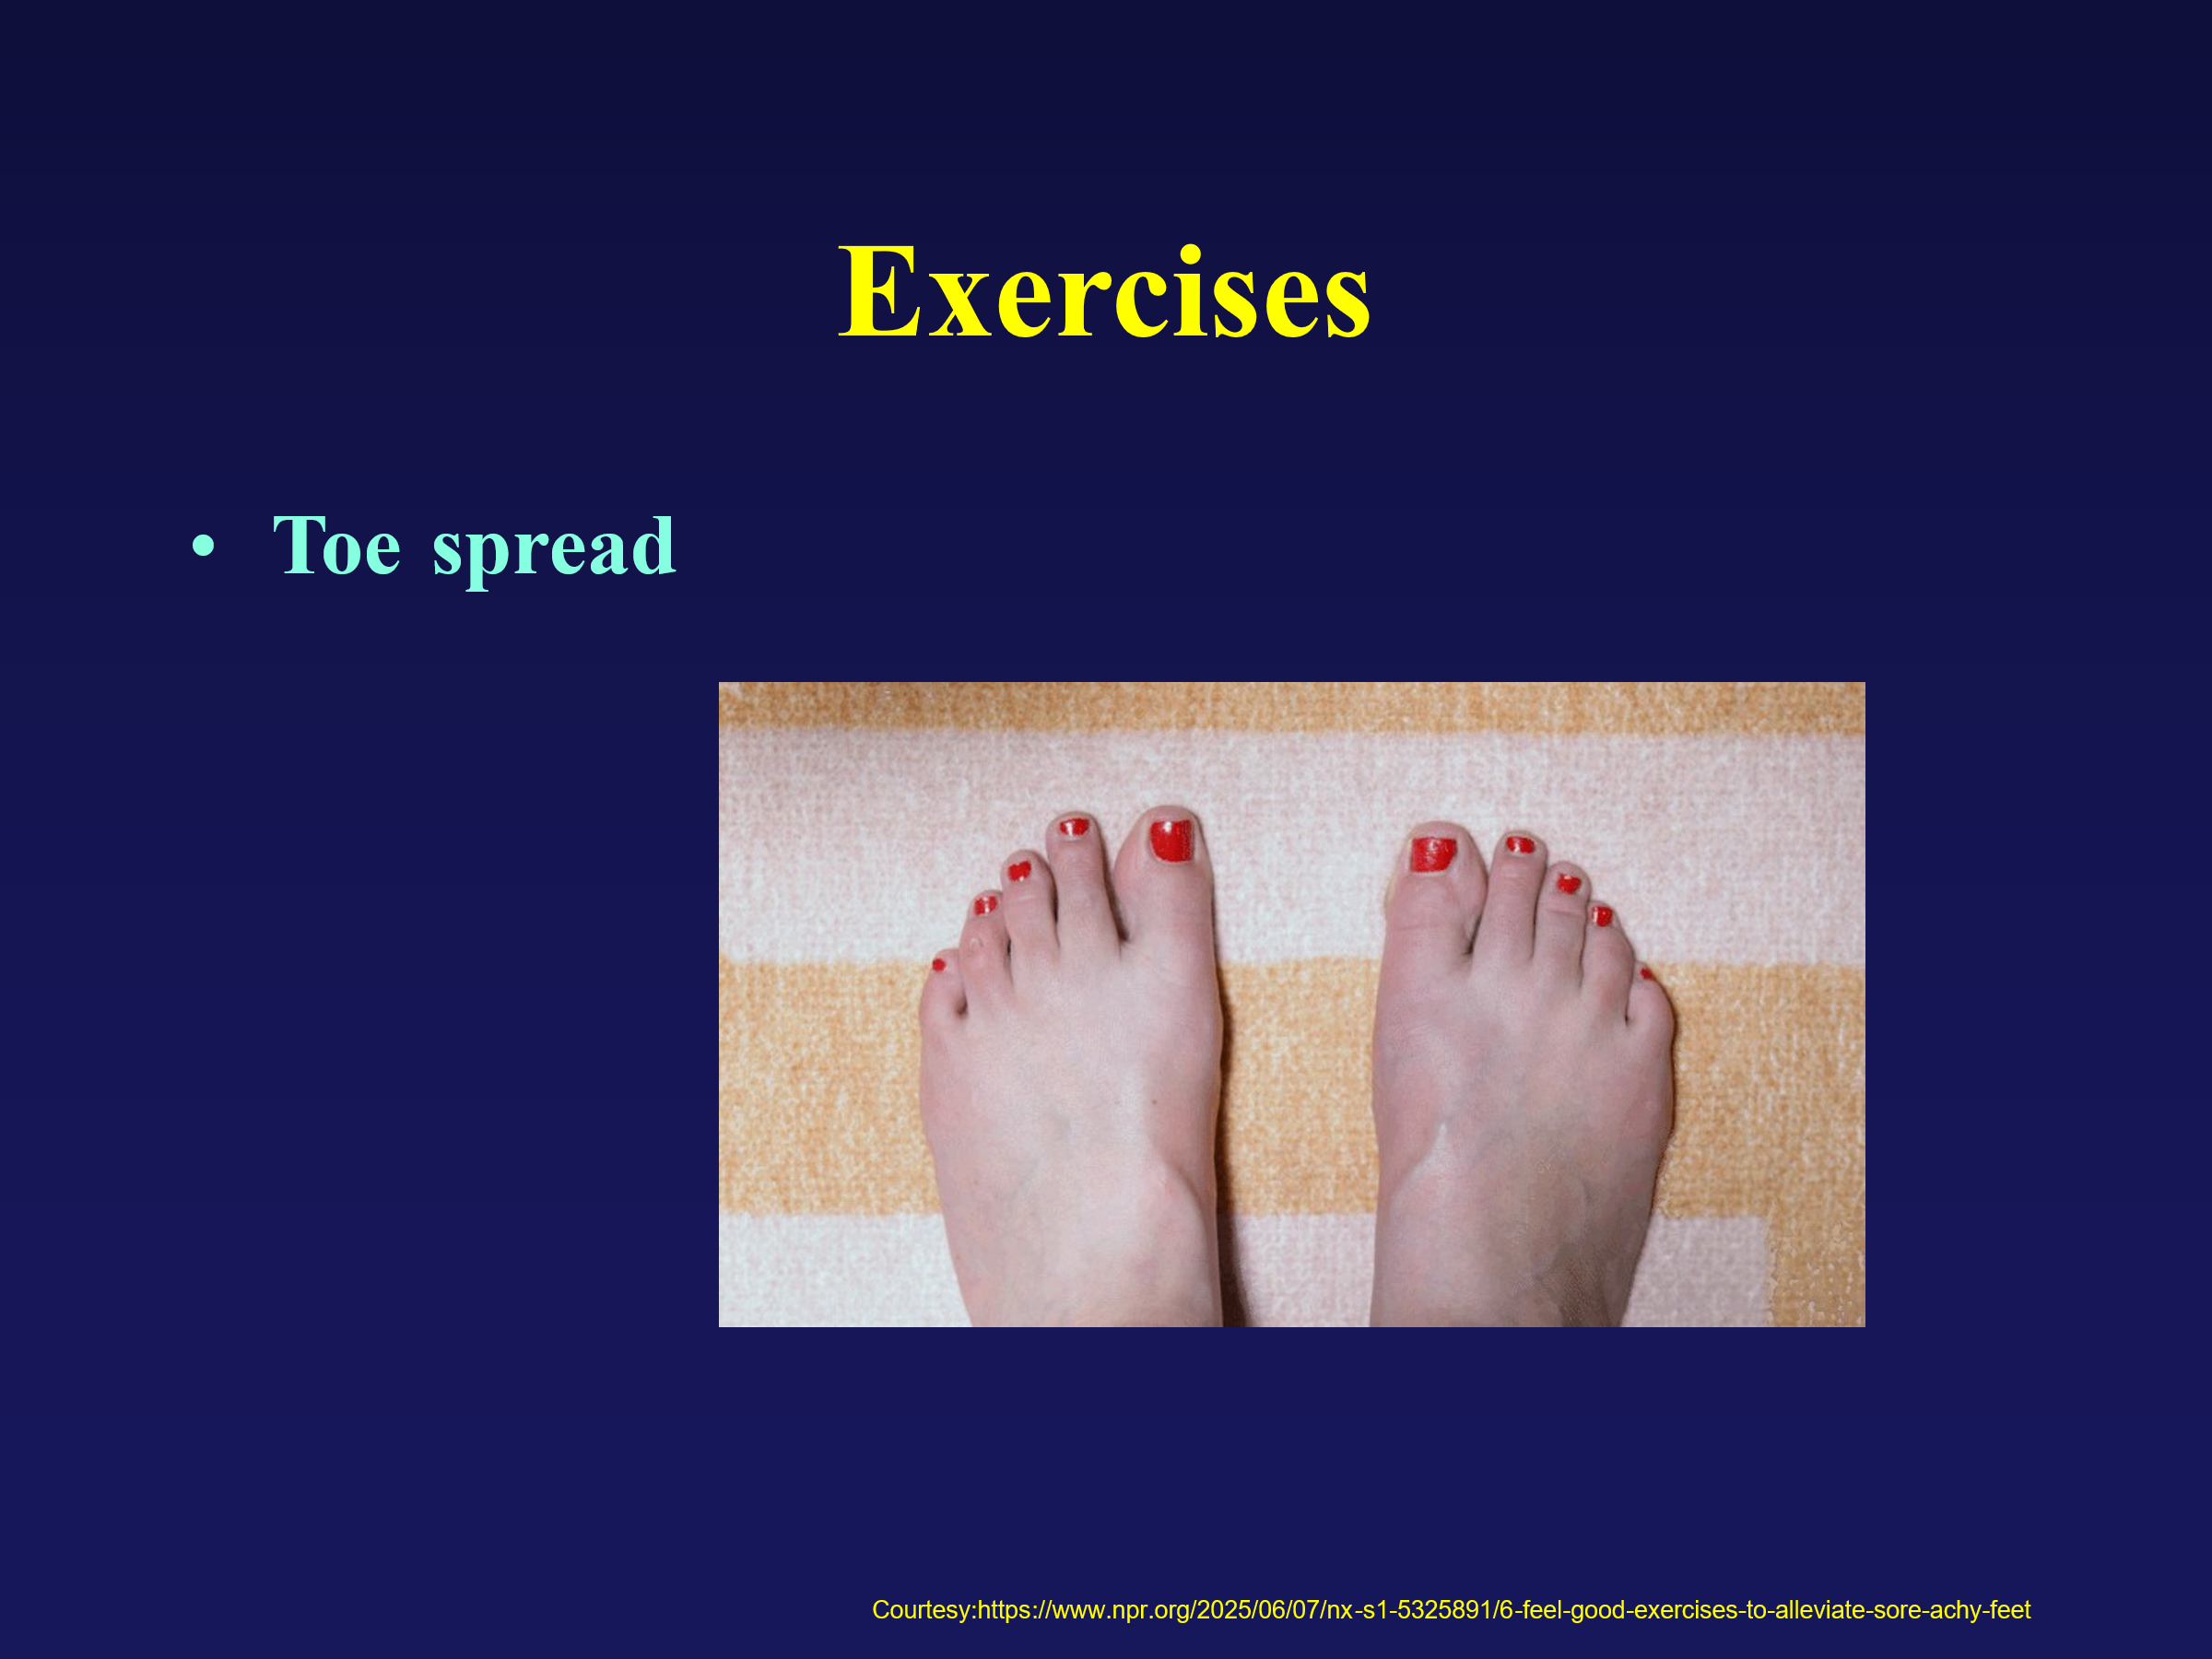 Exercises
• Toe spread
Courtesy:https://www.npr.org/2025/06/07/nx-s1-5325891/6-feel-good-exercises-to-alleviate-sore-achy-feet